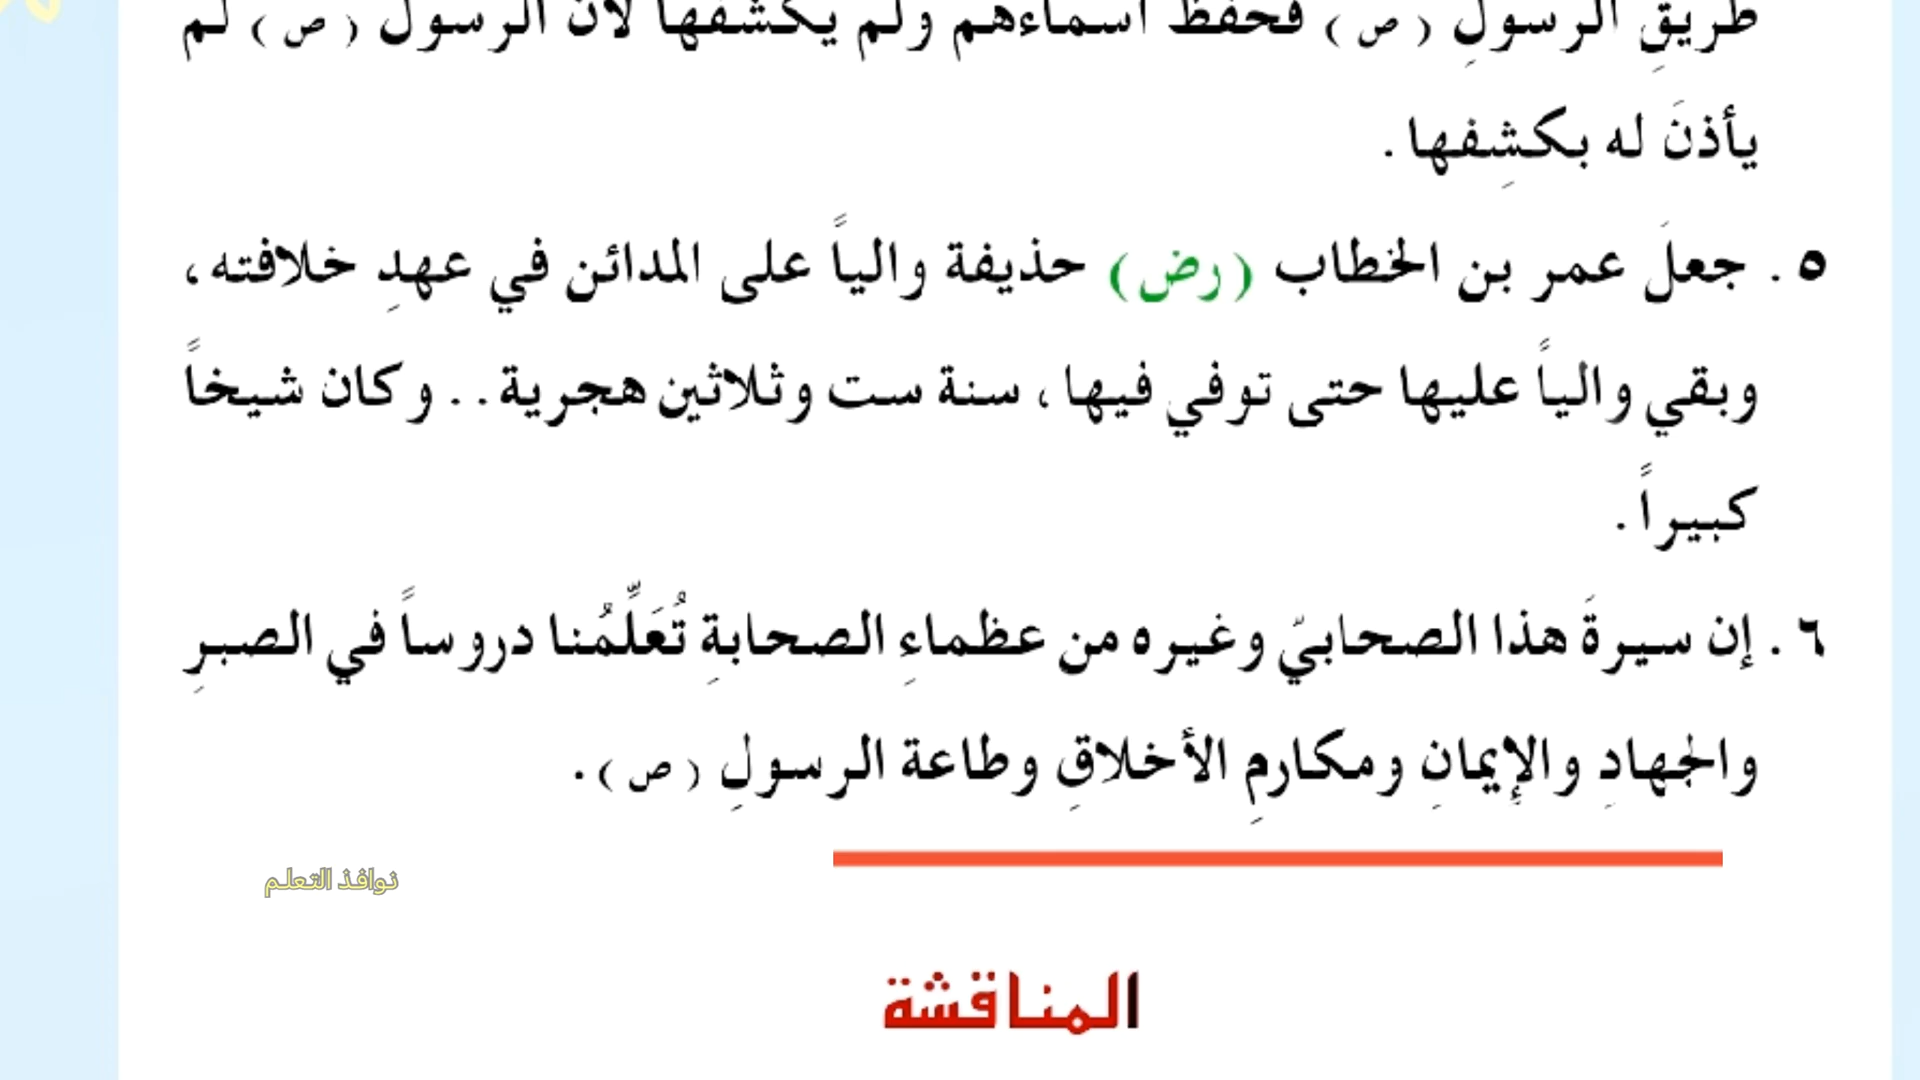 طريقِ الرسولِ ( ص ) فحفظ أسماءهم ولم يكشفها لأن الرسول ( ص ) لم
يأذنَ له بكشِفها .
٥ . جعلَ عمر بن الخطاب (رض) حذيفة والياً على المدائن في عهدِ خلافته ،
وبقي والياً عليها حتى توفي فيها ، سنة ست وثلاثين هجرية . . وكان شيخاً
كبيراً .
٦ . إن سيرةَ هذا الصحابيّ وغيره من عظماءِ الصحابةِ تُعَلِّمُنا دروساً في الصبرِ
والجهادِ والإيمانِ ومكارمِ الأخلاقِ وطاعة الرسولِ ( ص ) .
نوافذ التعلم
المناقشة